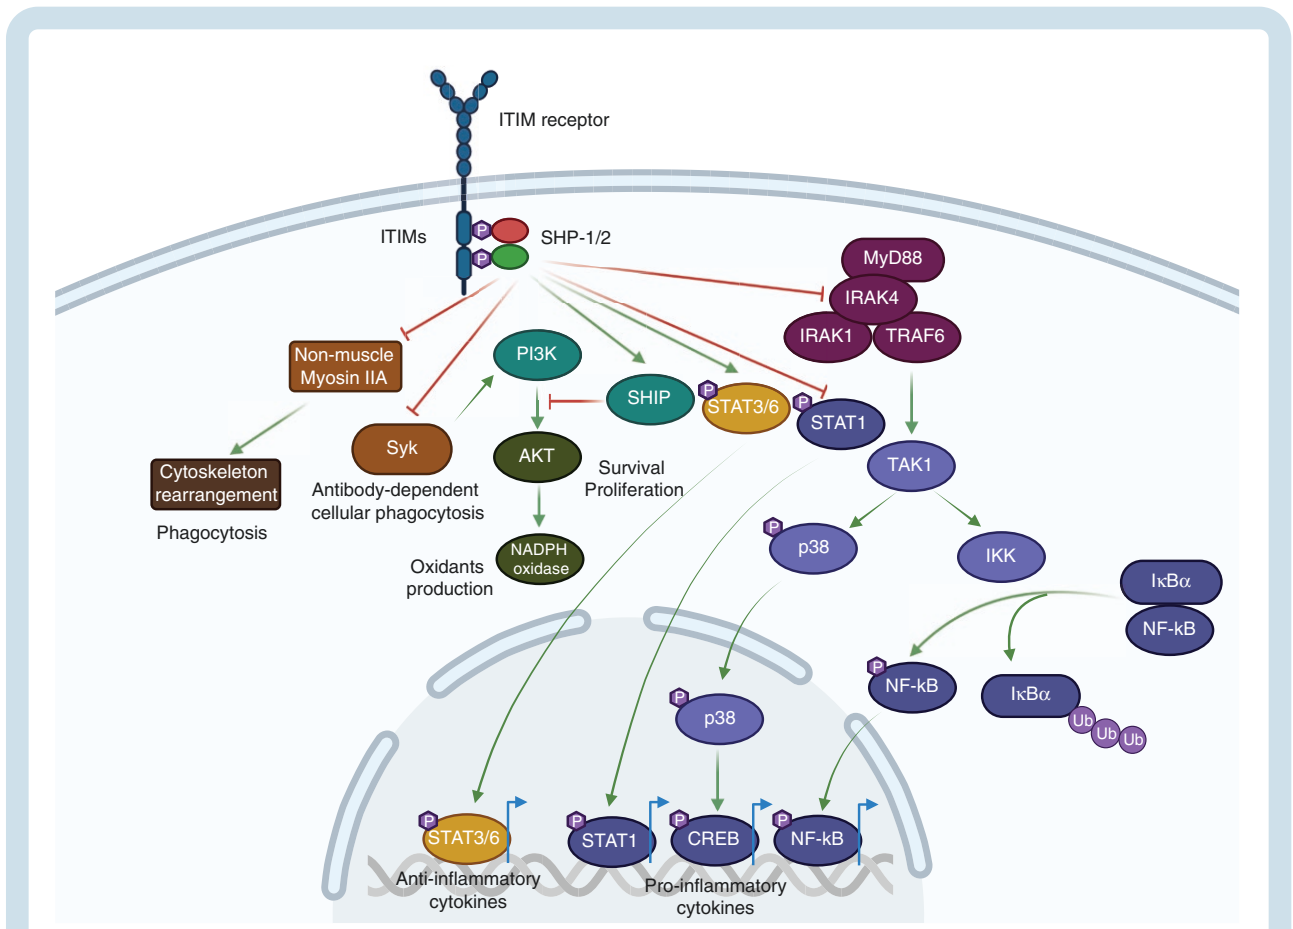 ITIM receptor
ITIMs
P
P
SHP-1/2
MyD88
IRAK4
IRAK1
TRAF6
Non-muscle
Myosin IIA
PI3K
SHIP
P
STAT3/6
P
STAT1
Syk
AKT
TAK1
Cytoskeleton
rearrangement
Phagocytosis
Antibody-dependent
cellular phagocytosis
Survival
Proliferation
P
p38
IKK
NADPH
oxidase
Oxidants
production
IκBα
NF-kB
P
NF-kB
IκBα
Ub
Ub
Ub
P
p38
P
STAT3/6
P
STAT1
P
CREB
P
NF-kB
Anti-inflammatory
cytokines
Pro-inflammatory
cytokines